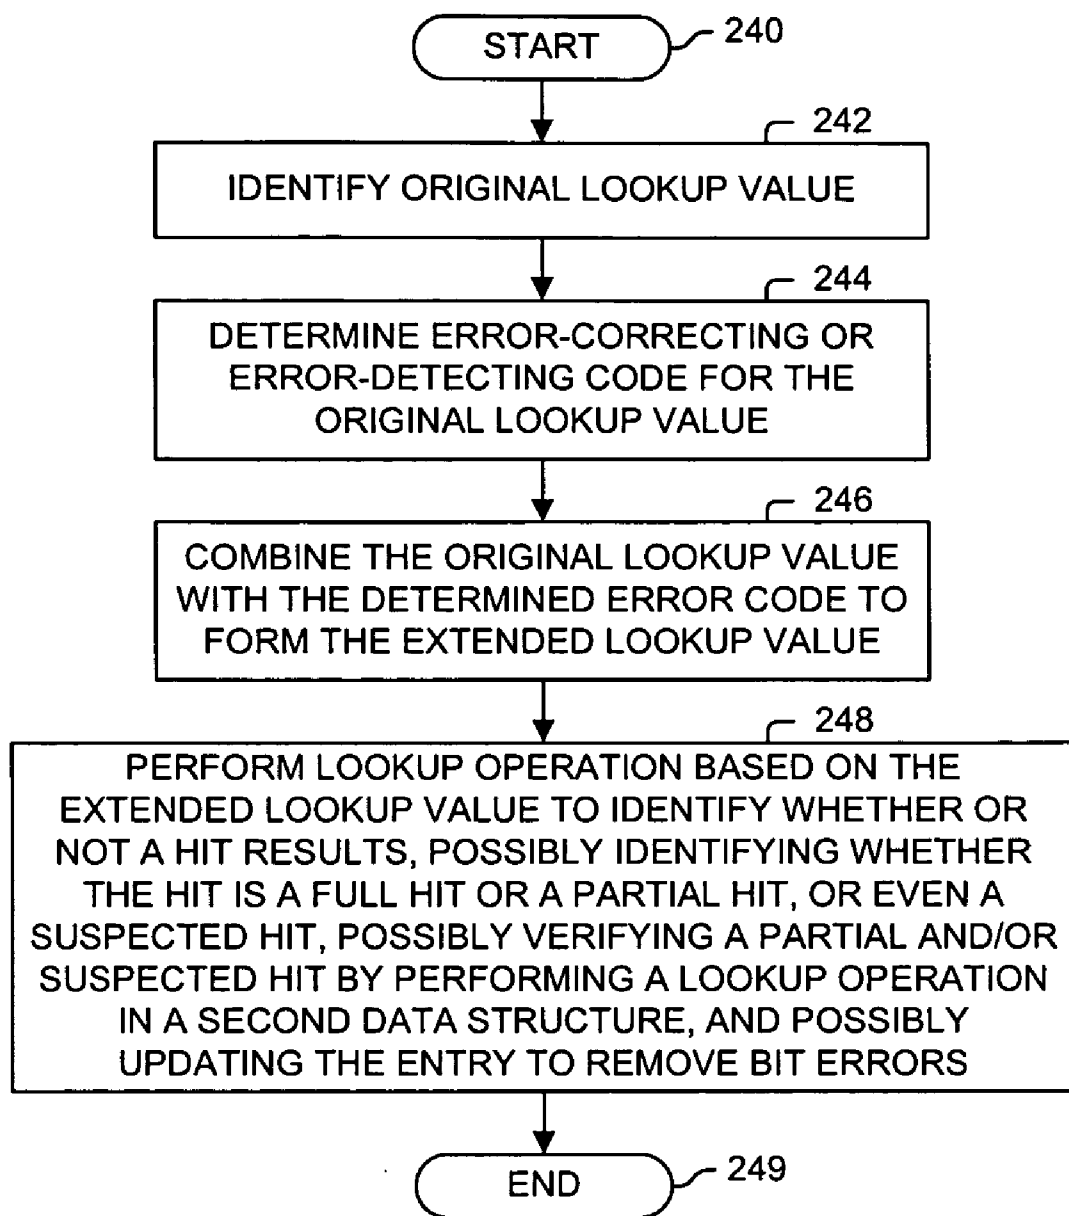 START
240
242
IDENTIFY ORIGINAL LOOKUP VALUE
244
DETERMINE ERROR-CORRECTING OR
ERROR-DETECTING CODE FOR THE
ORIGINAL LOOKUP VALUE
246
COMBINE THE ORIGINAL LOOKUP VALUE
WITH THE DETERMINED ERROR CODE TO
FORM THE EXTENDED LOOKUP VALUE
248
PERFORM LOOKUP OPERATION BASED ON THE
EXTENDED LOOKUP VALUE TO IDENTIFY WHETHER OR
NOT A HIT RESULTS, POSSIBLY IDENTIFYING WHETHER
THE HIT IS A FULL HIT OR A PARTIAL HIT, OR EVEN A
SUSPECTED HIT, POSSIBLY VERIFYING A PARTIAL AND/OR
SUSPECTED HIT BY PERFORMING A LOOKUP OPERATION
IN A SECOND DATA STRUCTURE, AND POSSIBLY
UPDATING THE ENTRY TO REMOVE BIT ERRORS
END
249